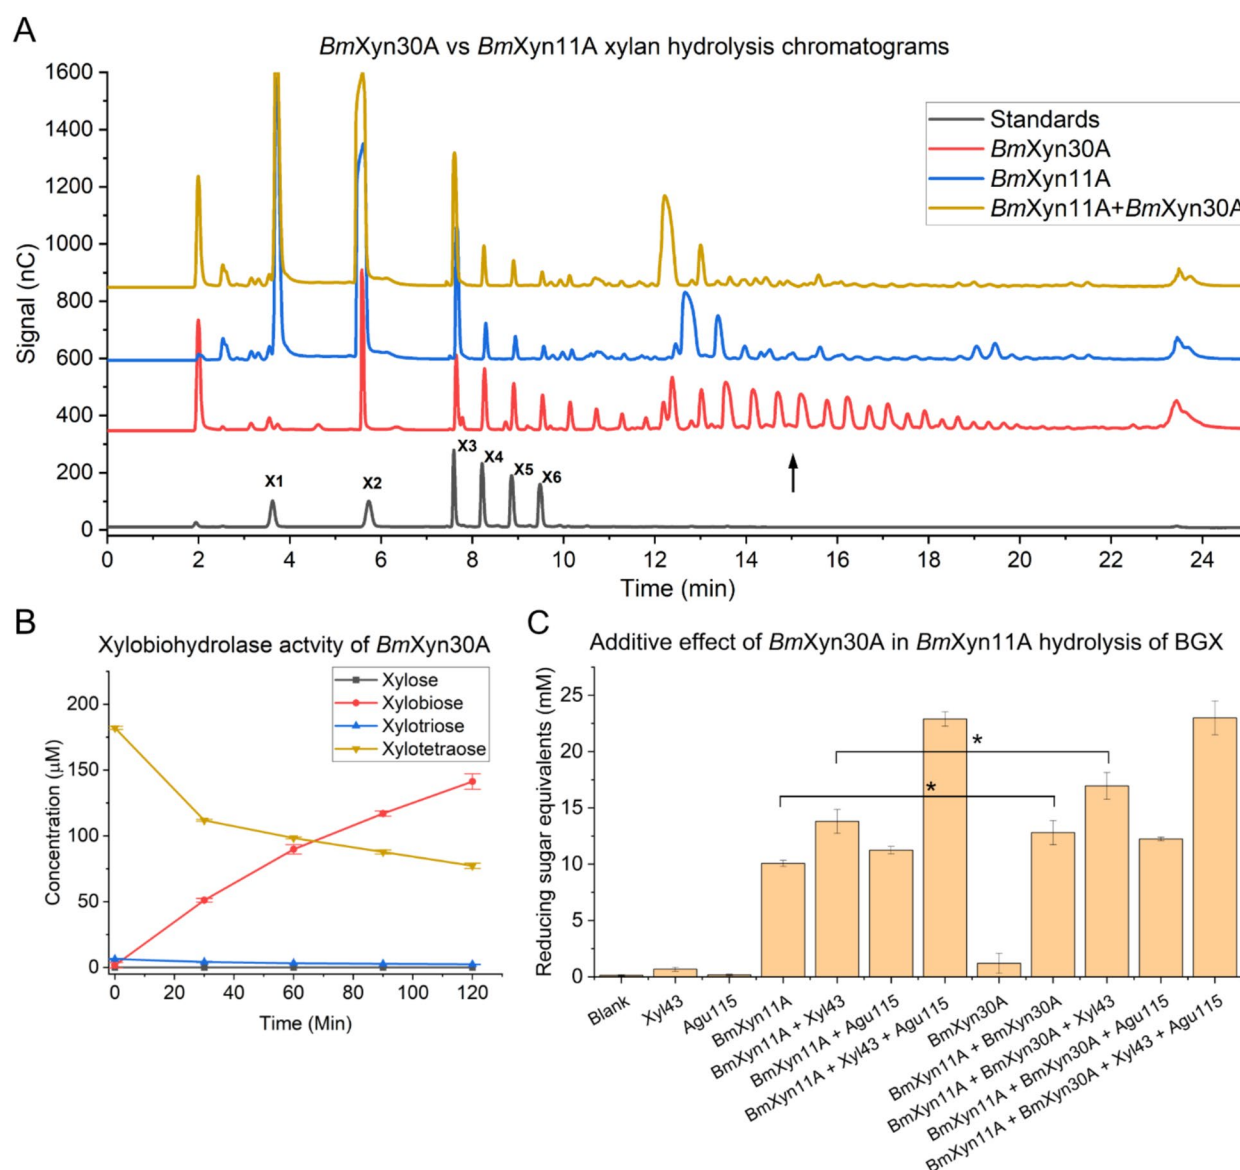 A
BmXyn30A vs BmXyn11A xylan hydrolysis chromatograms
1600
1400
1200
1000
800
600
400
200
0
Signal (nC)
Standards
BmXyn30A
BmXyn11A
BmXyn11A+BmXyn30A
X1
X2
X3
X4
X5
X6
0 2 4 6 8 10 12 14 16 18 20 22 24
Time (min)
B
Xylobiohydrolase actvity of BmXyn30A
Xylose
Xylobiose
Xylotriose
Xylotetraose
200
150
100
50
0
Concentration (μM)
0 20 40 60 80 100 120
Time (Min)
C
Additive effect of BmXyn30A in BmXyn11A hydrolysis of BGX
25
20
15
10
5
0
Reducing sugar equivalents (mM)
*
*
Blank
Xyl43
Agu115
BmXyn11A
BmXyn11A + Xyl43
BmXyn11A + Agu115
BmXyn11A + Xyl43 + Agu115
BmXyn30A
BmXyn11A + BmXyn30A
BmXyn11A + BmXyn30A + Xyl43
BmXyn11A + BmXyn30A + Agu115
BmXyn11A + BmXyn30A + Xyl43 + Agu115